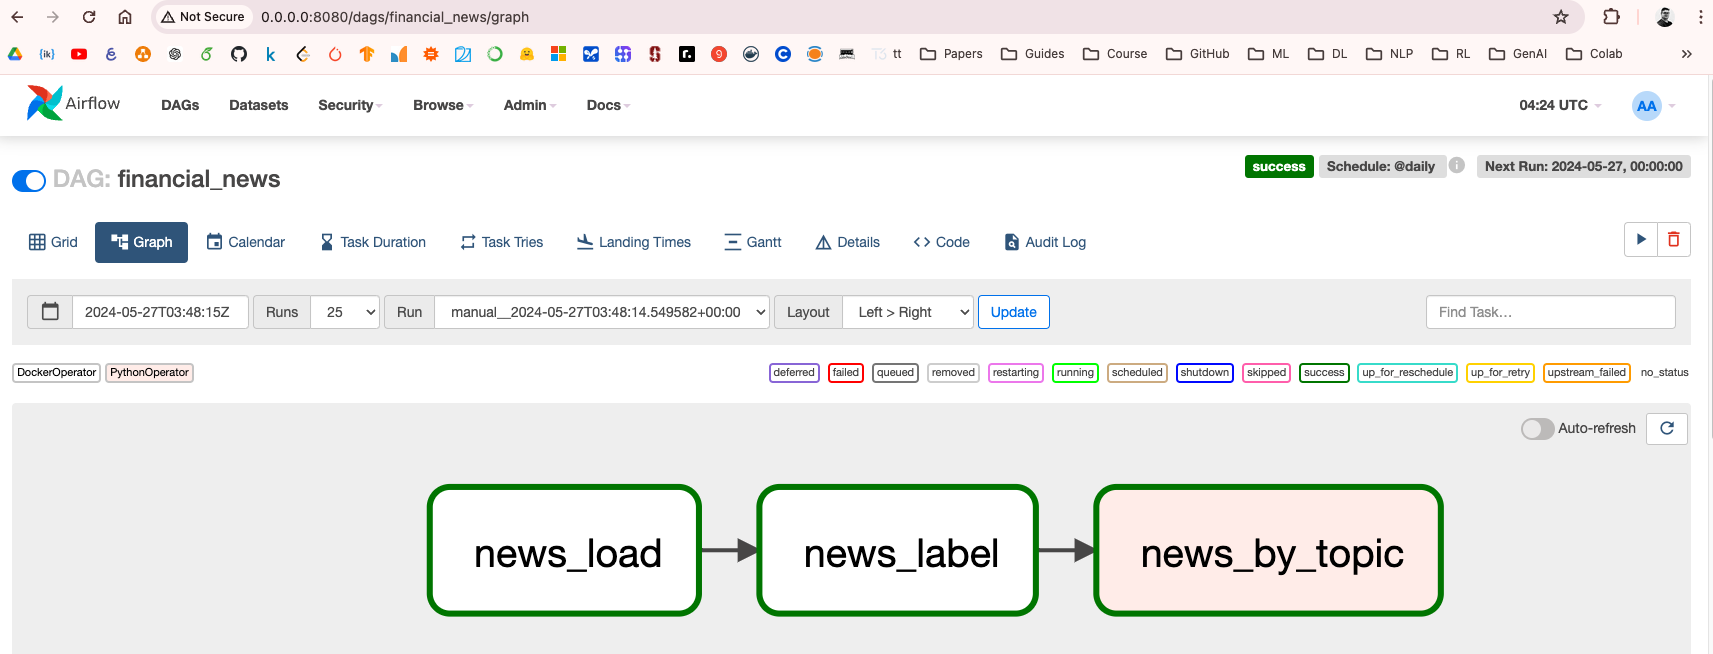 Not Secure 0.0.0.0:8080/dags/financial_news/graph
{ik} 9 T3 tt Papers Guides Course GitHub ML DL NLP RL GenAI Colab »
Airflow DAGs Datasets Security Browse Admin Docs 04:24 UTC AA
DAG: financial_news success Schedule: @daily i Next Run: 2024-05-27, 00:00:00
Grid Graph Calendar Task Duration Task Tries Landing Times Gantt Details Code Audit Log
2024-05-27T03:48:15Z Runs 25 Run manual__2024-05-27T03:48:14.549582+00:00 Layout Left > Right Update Find Task...
DockerOperator PythonOperator deferred failed queued removed restarting running scheduled shutdown skipped success up_for_reschedule up_for_retry upstream_failed no_status
Auto-refresh
news_load news_label news_by_topic